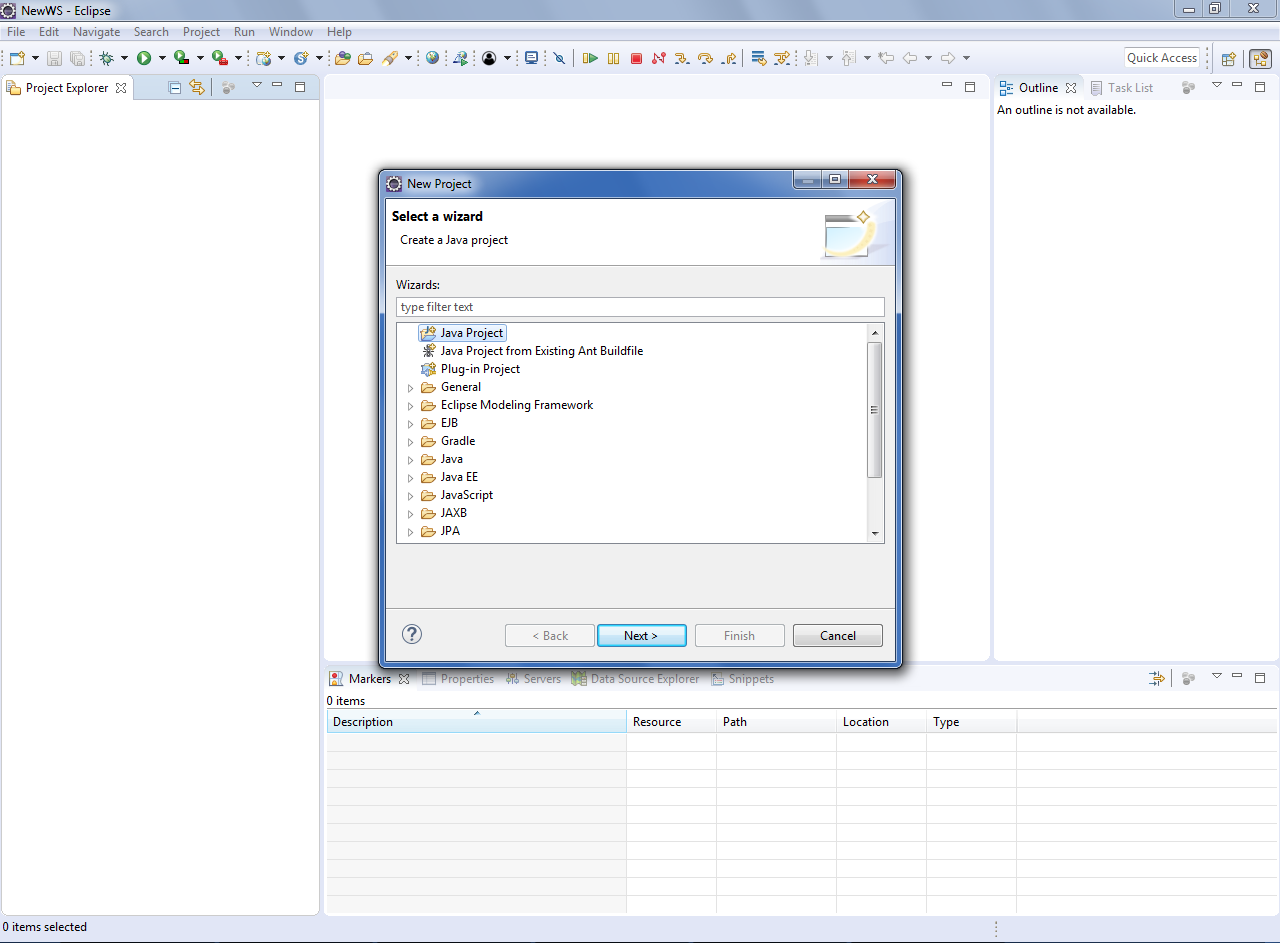 NewWS - Eclipse
File Edit Navigate Search Project Run Window Help
Quick Access
Project Explorer
Outline Task List
An outline is not available.
New Project
Select a wizard
Create a Java project
Wizards:
type filter text
Java Project
Java Project from Existing Ant Buildfile
Plug-in Project
General
Eclipse Modeling Framework
EJB
Gradle
Java
Java EE
JavaScript
JAXB
JPA
< Back Next > Finish Cancel
Markers Properties Servers Data Source Explorer Snippets
0 items
Description Resource Path Location Type
0 items selected